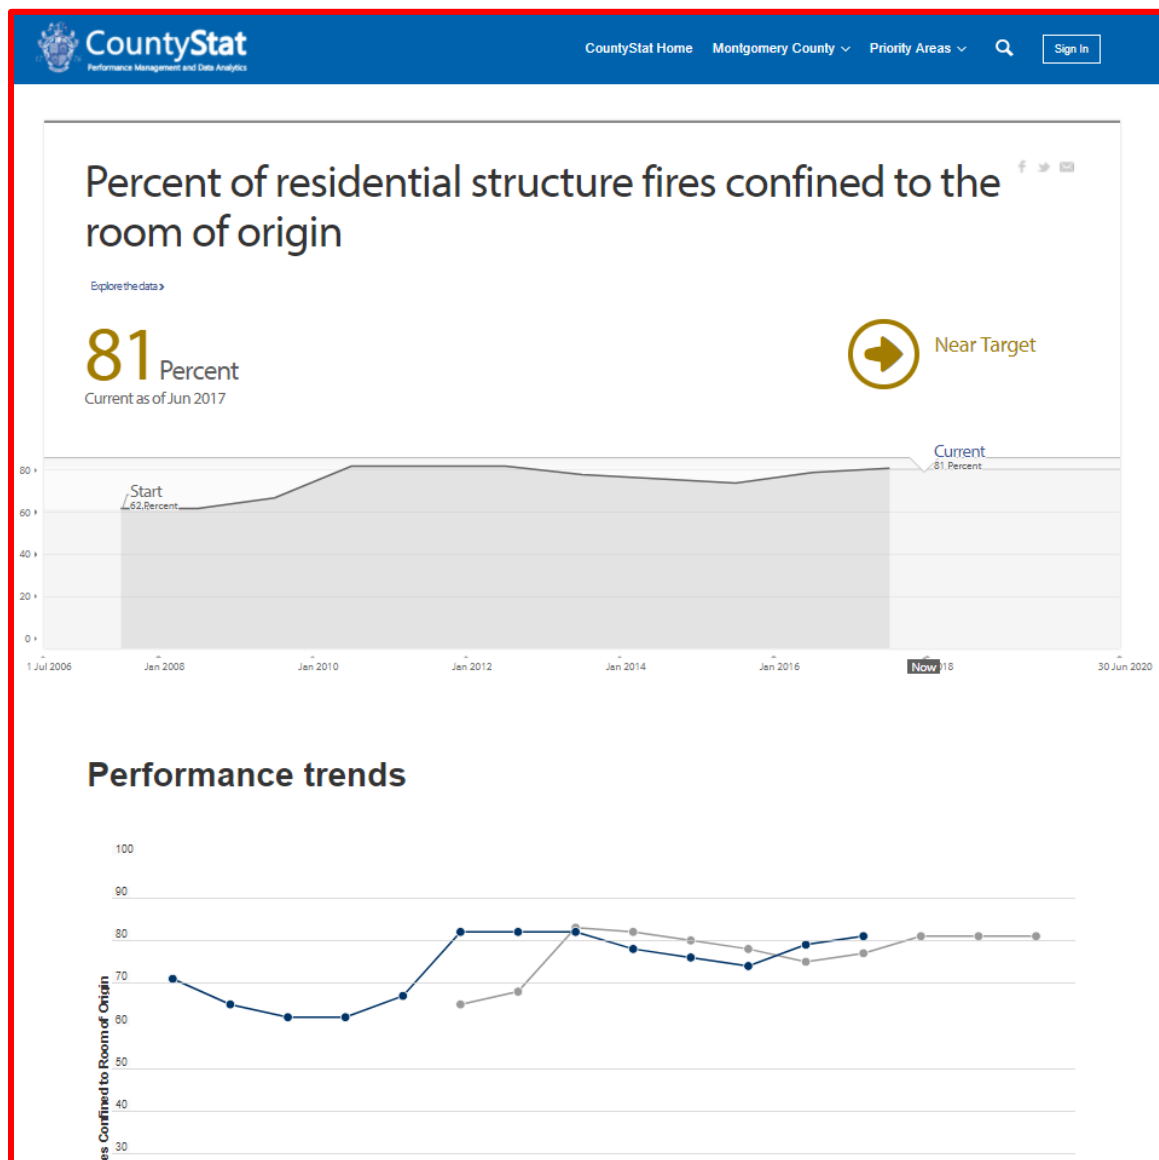 CountyStat
Performance Management and Data Analytics
CountyStat Home Montgomery County Priority Areas Sign In
Percent of residential structure fires confined to the
room of origin
Explore the data
81 Percent
Current as of Jun 2017
Near Target
Current
81 Percent
Start
62 Percent
80
60
40
20
0
1 Jul 2006 Jan 2008 Jan 2010 Jan 2012 Jan 2014 Jan 2016 Now 18 30 Jun 2020
Performance trends
100
90
80
70
60
50
40
30
es Confined to Room of Origin